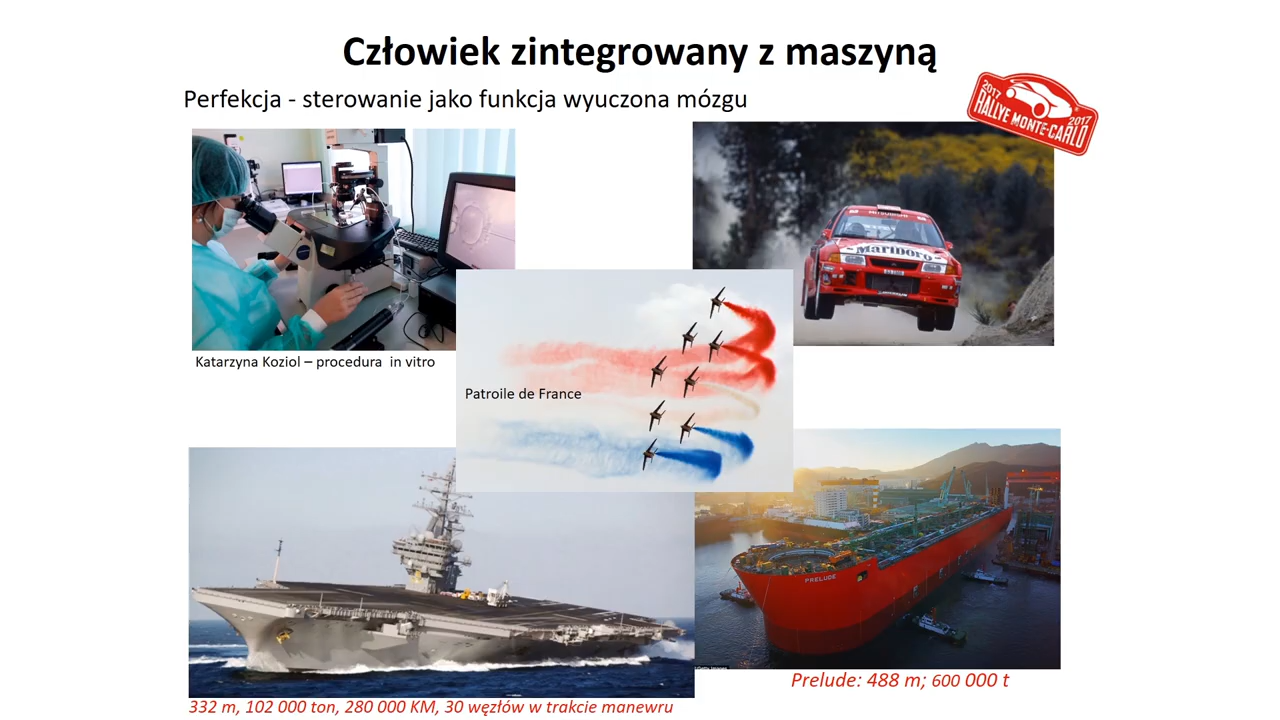 Człowiek zintegrowany z maszyną
Perfekcja - sterowanie jako funkcja wyuczona mózgu
2017
RALLYE MONTE-CARLO
2017
MITSUBISHI
Marlboro
Katarzyna Koziol – procedura in vitro
Patroile de France
PRELUDE
Prelude: 488 m; 600 000 t
332 m, 102 000 ton, 280 000 KM, 30 węzłów w trakcie manewru